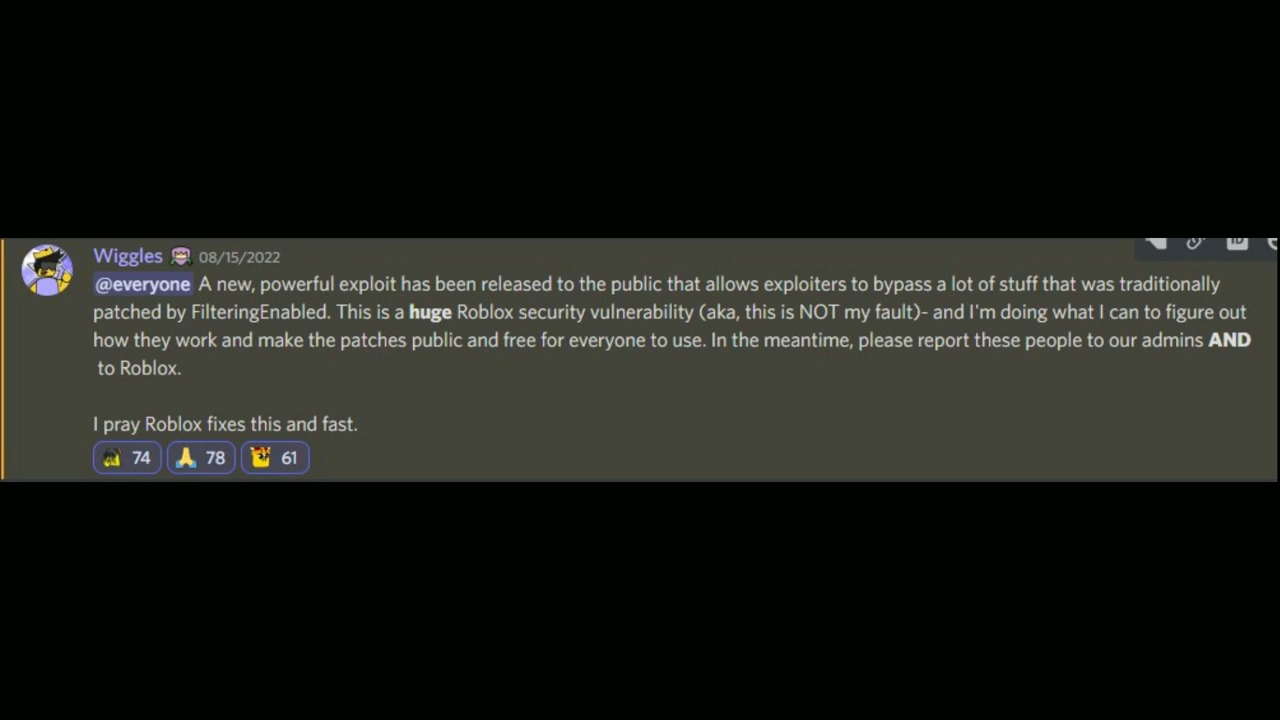 Wiggles 08/15/2022
@everyone A new, powerful exploit has been released to the public that allows exploiters to bypass a lot of stuff that was traditionally
patched by FilteringEnabled. This is a huge Roblox security vulnerability (aka, this is NOT my fault)- and I'm doing what I can to figure out
how they work and make the patches public and free for everyone to use. In the meantime, please report these people to our admins AND
to Roblox.
I pray Roblox fixes this and fast.
74 78 61